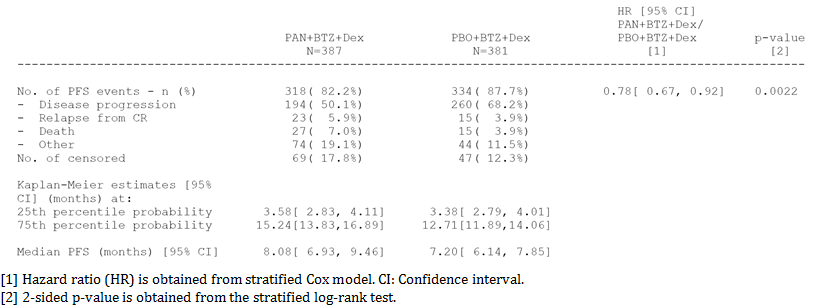 HR [95% CI]
PAN+BTZ+Dex/
PAN+BTZ+Dex PBO+BTZ+Dex PBO+BTZ+Dex p-value
N=387 N=381 [1] [2]
No. of PFS events - n (%) 318( 82.2%) 334( 87.7%) 0.78[ 0.67, 0.92] 0.0022
- Disease progression 194( 50.1%) 260( 68.2%)
- Relapse from CR 23( 5.9%) 15( 3.9%)
- Death 27( 7.0%) 15( 3.9%)
- Other 74( 19.1%) 44( 11.5%)
No. of censored 69( 17.8%) 47( 12.3%)
Kaplan-Meier estimates [95%
CI] (months) at:
25th percentile probability 3.58[ 2.83, 4.11] 3.38[ 2.79, 4.01]
75th percentile probability 15.24[13.83,16.89] 12.71[11.89,14.06]
Median PFS (months) [95% CI] 8.08[ 6.93, 9.46] 7.20[ 6.14, 7.85]
[1] Hazard ratio (HR) is obtained from stratified Cox model. CI: Confidence interval.
[2] 2-sided p-value is obtained from the stratified log-rank test.